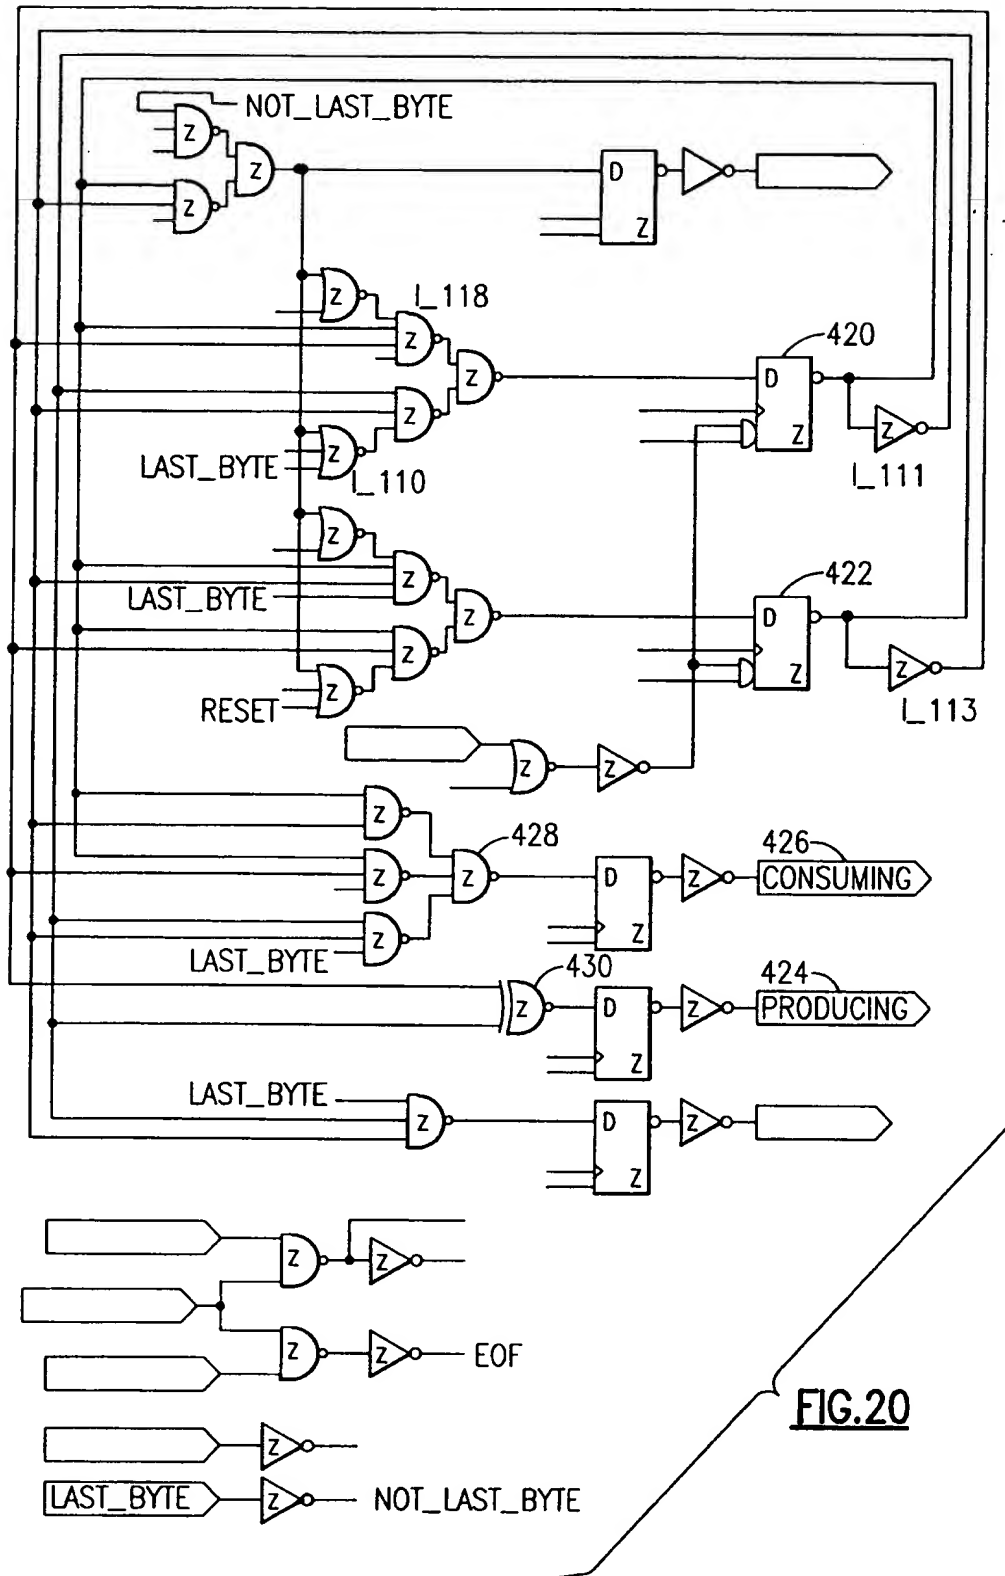 NOT_LAST_BYTE
Z
Z
Z
D
Z
Z
Z
I_118
Z
Z
420
D
Z
Z
Z
LAST_BYTE
Z
I_110
I_111
Z
Z
422
LAST_BYTE
Z
D
Z
Z
Z
RESET
Z
I_113
Z
Z
Z
428
426
Z
Z
D
Z
CONSUMING
Z
Z
LAST_BYTE
430
424
Z
D
Z
PRODUCING
Z
LAST_BYTE
Z
D
Z
Z
Z
Z
Z
Z
EOF
FIG.20
Z
LAST_BYTE
Z
NOT_LAST_BYTE